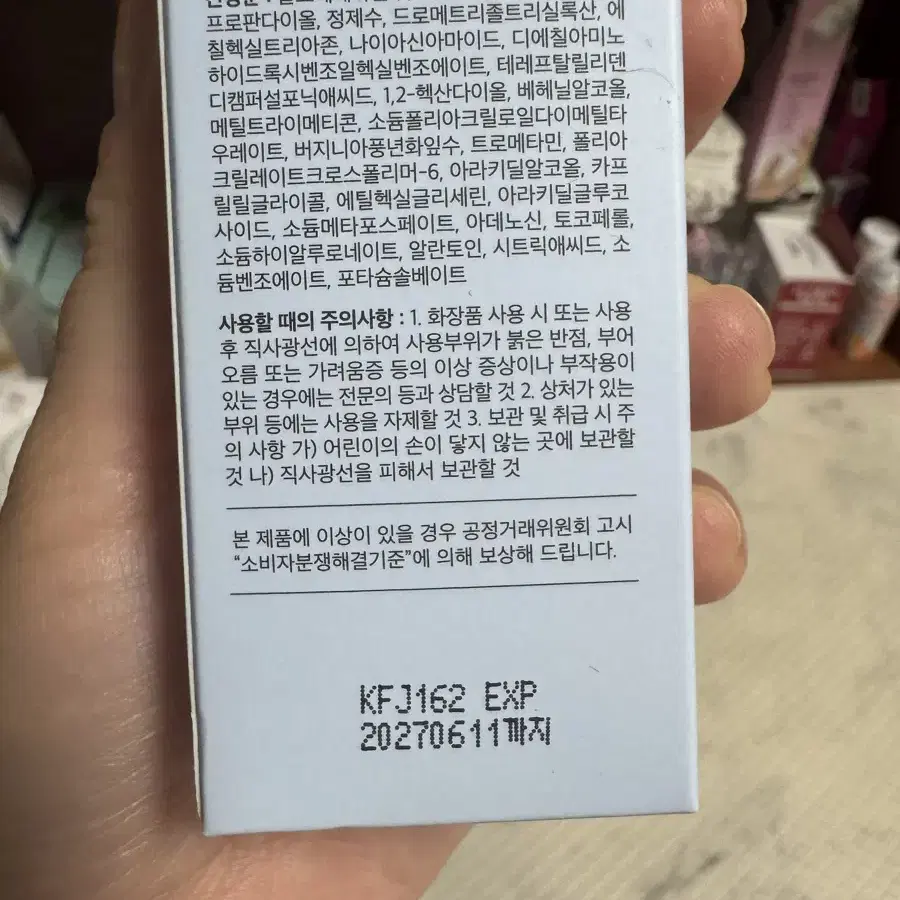 프로판다이올, 정제수, 드로메트리졸트리실록산, 에
칠헥실트리아존, 나이아신아마이드, 디에칠아미노
하이드록시벤조일헥실벤조에이트, 테레프탈릴리덴
디캠퍼설포닉애씨드, 1,2-헥산다이올, 베헤닐알코올,
메틸트라이메티콘, 소듐폴리아크릴로일다이메틸타
우레이트, 버지니아풍년화잎수, 트로메타민, 폴리아
크릴레이트크로스폴리머-6, 아라키딜알코올, 카프
릴릴글라이콜, 에틸헥실글리세린, 아라키딜글루코
사이드, 소듐메타포스페이트, 아데노신, 토코페롤,
소듐하이알루로네이트, 알란토인, 시트릭애씨드, 소
듐벤조에이트, 포타슘솔베이트
사용할 때의 주의사항 : 1. 화장품 사용 시 또는 사용
후 직사광선에 의하여 사용부위가 붉은 반점, 부어
오름 또는 가려움증 등의 이상 증상이나 부작용이
있는 경우에는 전문의 등과 상담할 것 2. 상처가 있는
부위 등에는 사용을 자제할 것 3. 보관 및 취급 시 주
의 사항 가) 어린이의 손이 닿지 않는 곳에 보관할
것 나) 직사광선을 피해서 보관할 것
본 제품에 이상이 있을 경우 공정거래위원회 고시
"소비자분쟁해결기준"에 의해 보상해 드립니다.
KFJ162 EXP
20270611까지